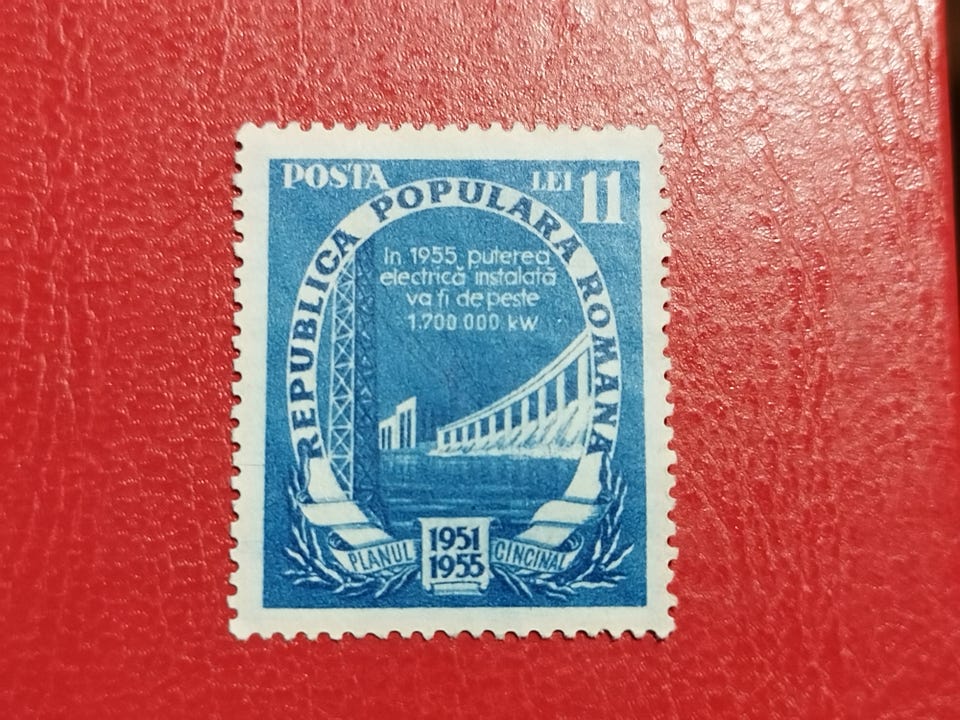 POSTA
LEI 11
REPUBLICA POPULARA ROMANA
In 1955 puterea
electrică instalată
va fi de peste
1.700 000 kW
PLANUL 1951 CINCINAL
1955